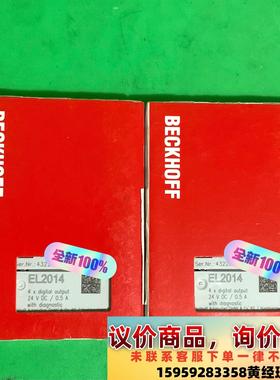 BECKHOFF
BECKHOFF
全新100%
全新100%
Ser.Nr.: 432
EL2014
4 x digital output
24 V DC / 0.5 A
with diagnostic
Ser.Nr.: 4322
EL2014
4 x digital output
24 V DC / 0.5 A
with diagnostic
议价商品,询价
未联系客服下单一律不发
15959283358黄经理